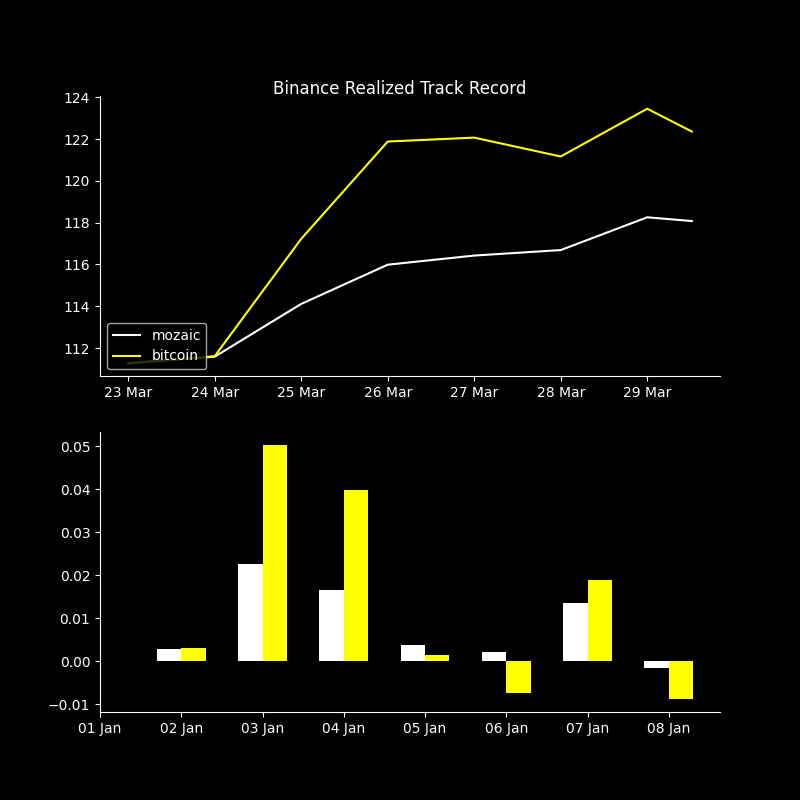 Binance Realized Track Record
124
122
120
118
116
114
112
mozaic
bitcoin
23 Mar 24 Mar 25 Mar 26 Mar 27 Mar 28 Mar 29 Mar
0.05
0.04
0.03
0.02
0.01
0.00
−0.01
01 Jan 02 Jan 03 Jan 04 Jan 05 Jan 06 Jan 07 Jan 08 Jan